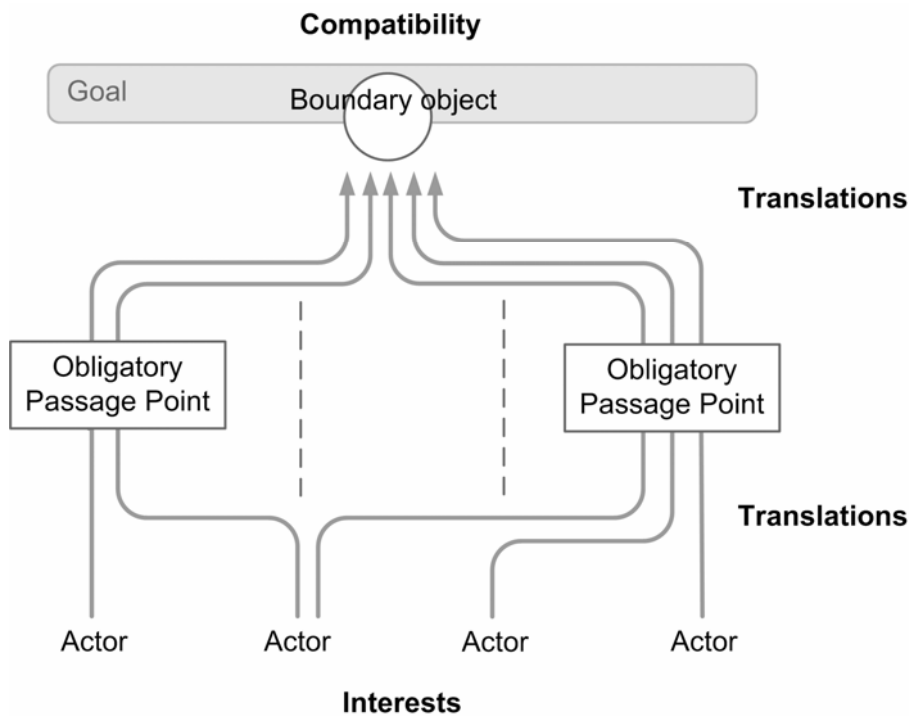 Compatibility
Goal
Boundary object
Translations
Obligatory
Passage Point
Obligatory
Passage Point
Translations
Actor
Actor
Actor
Actor
Interests